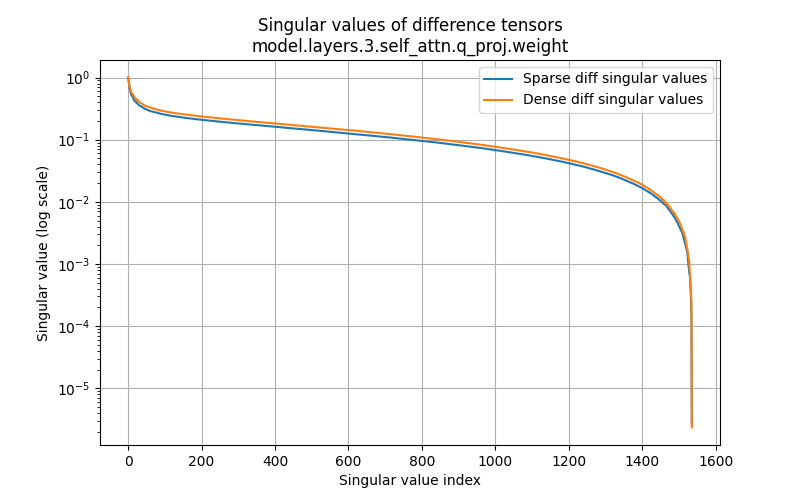 Singular values of difference tensors
model.layers.3.self_attn.q_proj.weight
Sparse diff singular values
Dense diff singular values
Singular value (log scale)
10⁰
10⁻¹
10⁻²
10⁻³
10⁻⁴
10⁻⁵
0 200 400 600 800 1000 1200 1400 1600
Singular value index